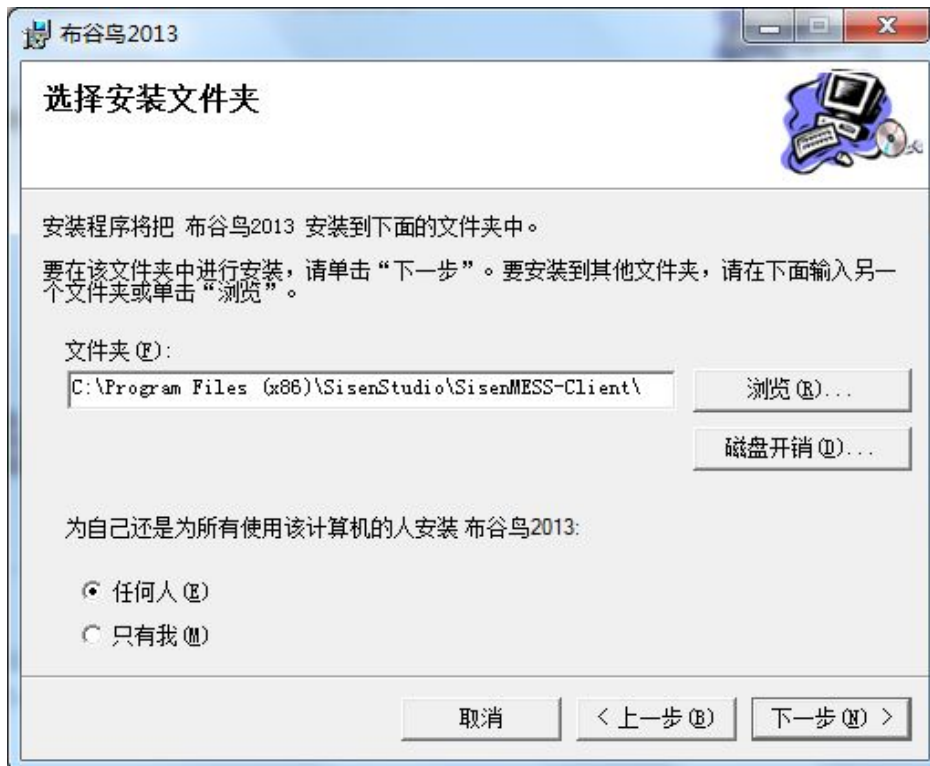 布谷鸟2013
选择安装文件夹
安装程序将把 布谷鸟2013 安装到下面的文件夹中。
要在该文件夹中进行安装，请单击“下一步”。要安装到其他文件夹，请在下面输入另一
个文件夹或单击“浏览”。
文件夹(F)：
C:\Program Files (x86)\SisenStudio\SisenMESS-Client\
浏览(R)...
磁盘开销(D)...
为自己还是为所有使用该计算机的人安装 布谷鸟2013:
任何人(E)
只有我(M)
取消
< 上一步(B)
下一步(N) >